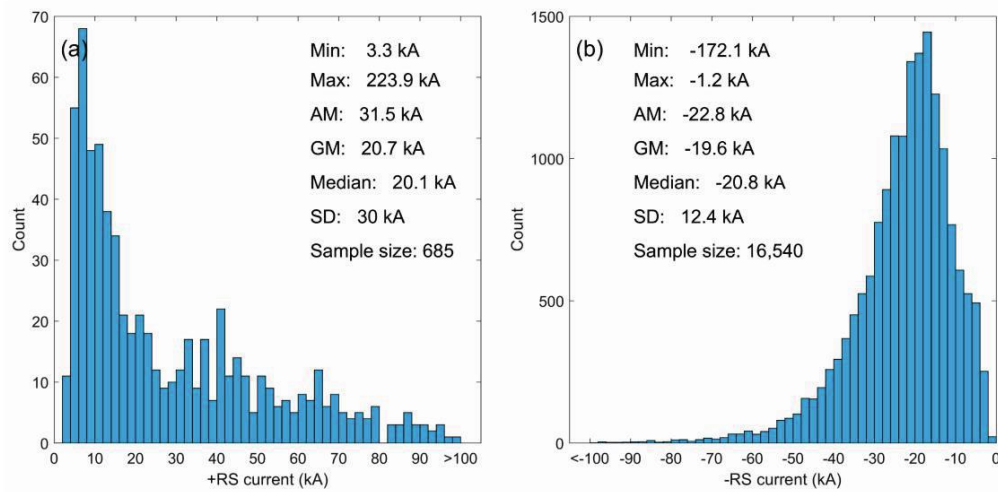 70
60
50
40
30
20
10
0
Count
(a)
Min: 3.3 kA
Max: 223.9 kA
AM: 31.5 kA
GM: 20.7 kA
Median: 20.1 kA
SD: 30 kA
Sample size: 685
0 10 20 30 40 50 60 70 80 90 >100
+RS current (kA)
1500
1000
500
0
Count
(b)
Min: -172.1 kA
Max: -1.2 kA
AM: -22.8 kA
GM: -19.6 kA
Median: -20.8 kA
SD: 12.4 kA
Sample size: 16,540
<-100 -90 -80 -70 -60 -50 -40 -30 -20 -10 0
-RS current (kA)